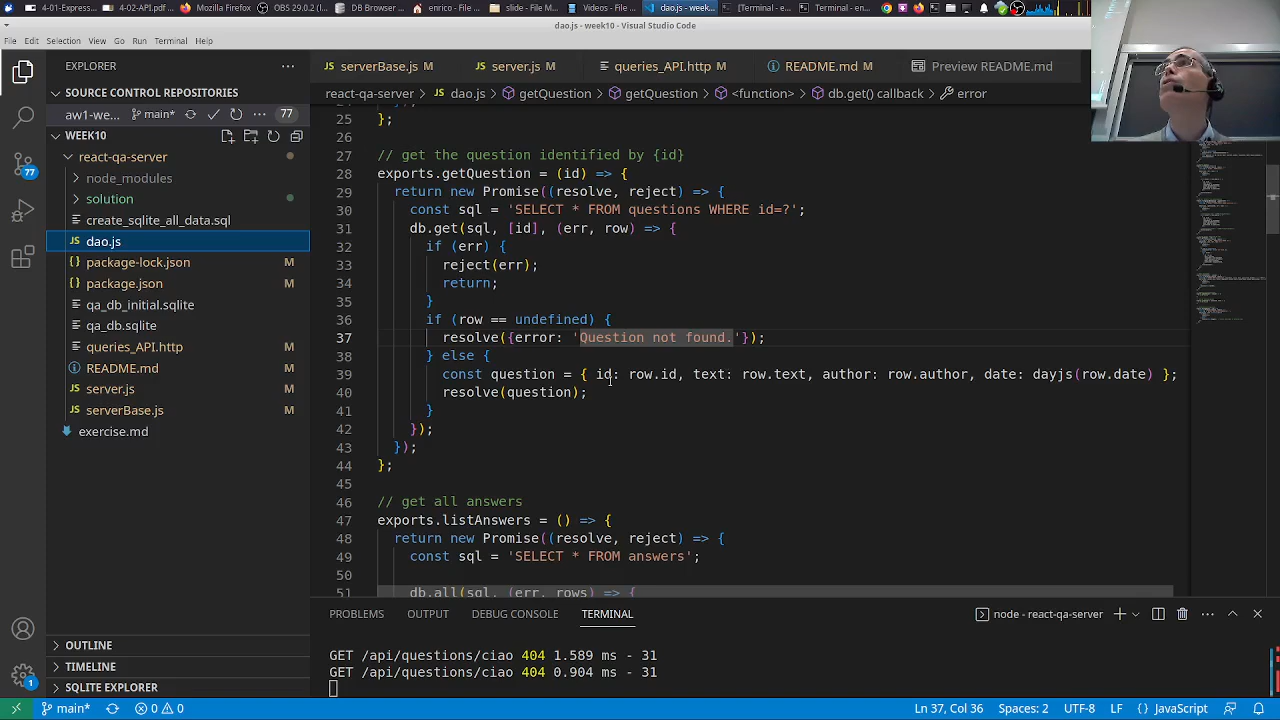 4-01-Express...
4-02-API.pdf ...
Mozilla Firefox
OBS 29.0.2 (...
DB Browser ...
enrico - File ...
slide - File M...
Videos - File ...
dao.js - week...
[Terminal - e...
Terminal - en...
dao.js - week10 - Visual Studio Code
File Edit Selection View Go Run Terminal Help
EXPLORER
serverBase.js M
server.js M
queries_API.http M
README.md M
Preview README.md
SOURCE CONTROL REPOSITORIES
react-qa-server > dao.js > getQuestion > getQuestion > <function> > db.get() callback > error
aw1-we... main* 77
WEEK10
react-qa-server
node_modules
solution
create_sqlite_all_data.sql
dao.js
package-lock.json M
package.json M
qa_db_initial.sqlite
qa_db.sqlite
queries_API.http M
README.md M
server.js M
serverBase.js M
exercise.md
77
25 };
26
27 // get the question identified by {id}
28 exports.getQuestion = (id) => {
29 return new Promise((resolve, reject) => {
30 const sql = 'SELECT * FROM questions WHERE id=?';
31 db.get(sql, [id], (err, row) => {
32 if (err) {
33 reject(err);
34 return;
35 }
36 if (row == undefined) {
37 resolve({error: 'Question not found.'});
38 } else {
39 const question = { id: row.id, text: row.text, author: row.author, date: dayjs(row.date) };
40 resolve(question);
41 }
42 });
43 });
44 };
45
46 // get all answers
47 exports.listAnswers = () => {
48 return new Promise((resolve, reject) => {
49 const sql = 'SELECT * FROM answers';
50
51 db.all(sql, (err, rows) => {
PROBLEMS OUTPUT DEBUG CONSOLE TERMINAL
node - react-qa-server
GET /api/questions/ciao 404 1.589 ms - 31
GET /api/questions/ciao 404 0.904 ms - 31
OUTLINE
TIMELINE
SQLITE EXPLORER
1
main* 0 0
Ln 37, Col 36 Spaces: 2 UTF-8 LF {} JavaScript